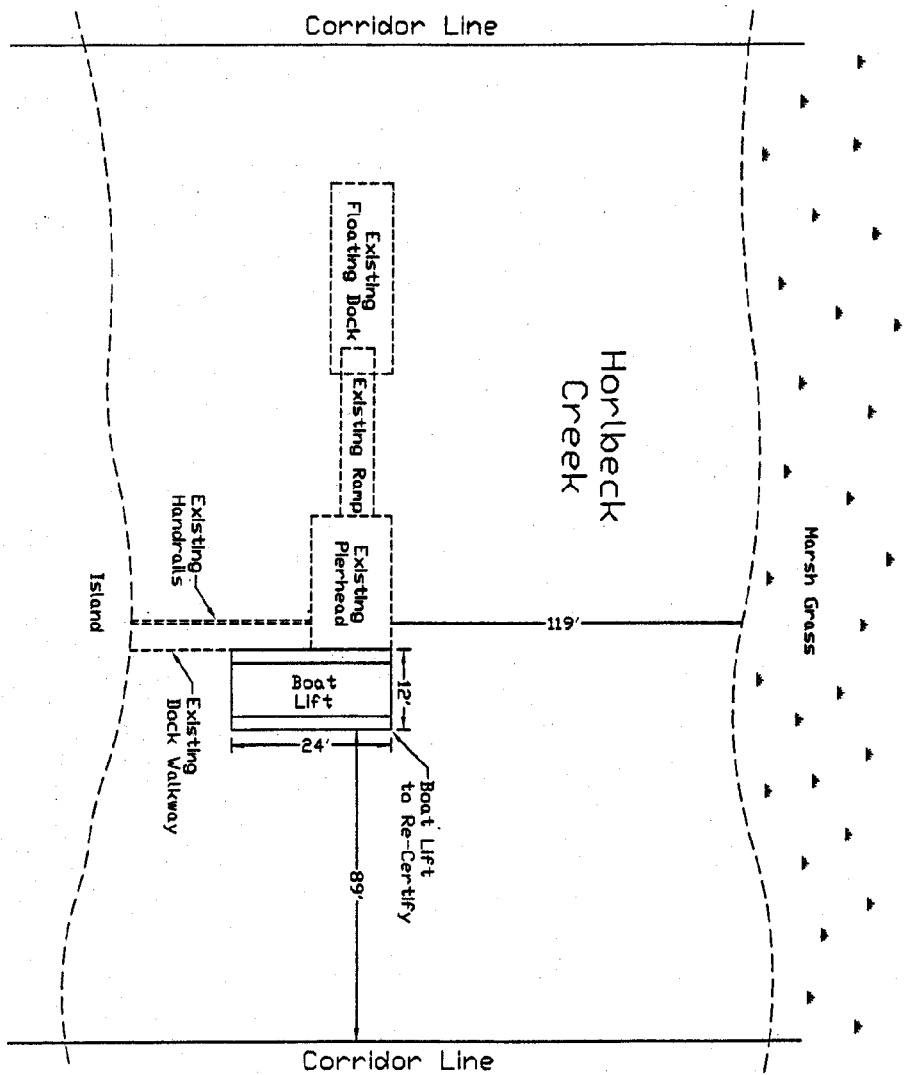 Corridor Line
Existing
Floating Dock
Existing Ramp
Existing
Pierhead
Horlbeck
Creek
Marsh Grass
Existing
Handrails
Island
119'
Boat
Lift
12'
24'
Existing
Dock Walkway
Boat Lift
to Re-Certify
89'
Corridor Line